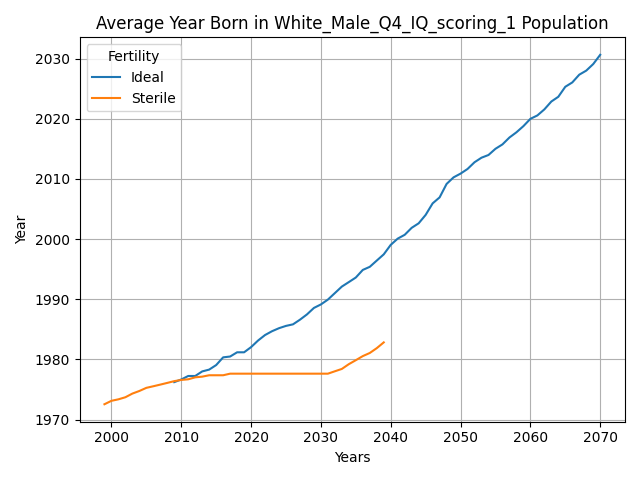 Average Year Born in White_Male_Q4_IQ_scoring_1 Population
Fertility
Ideal
Sterile
Year
2030
2020
2010
2000
1990
1980
1970
2000 2010 2020 2030 2040 2050 2060 2070
Years